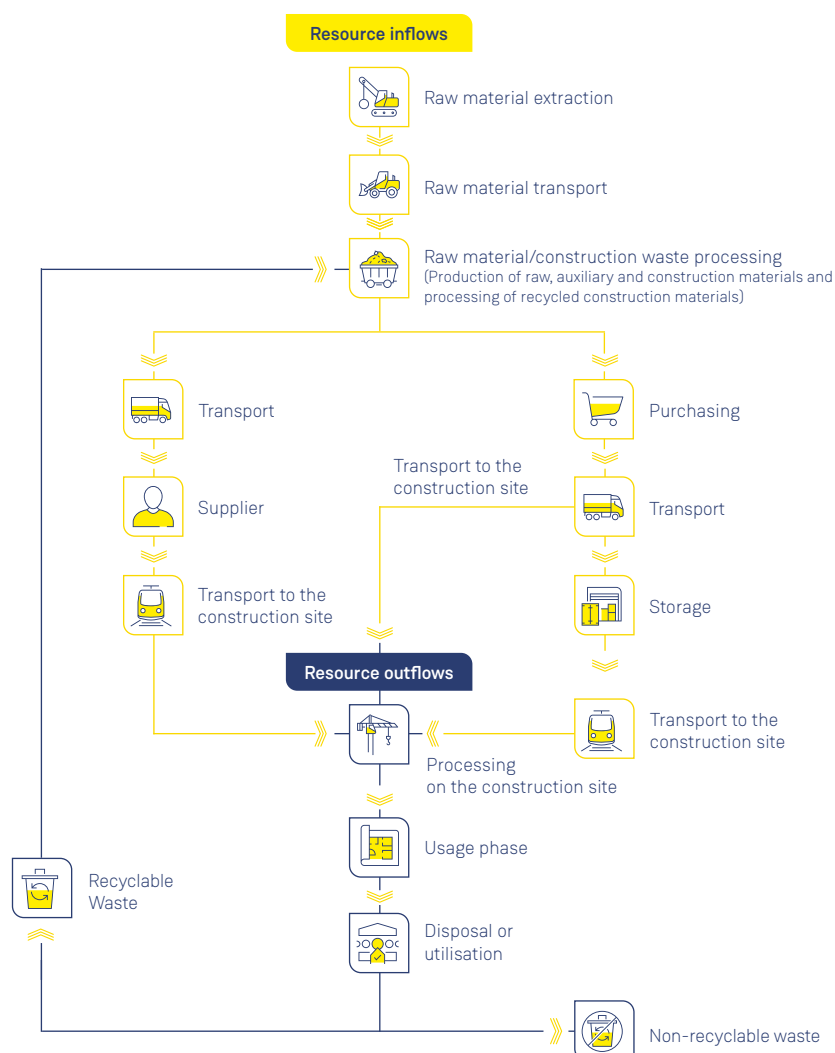 Resource inflows
Raw material extraction
Raw material transport
Raw material/construction waste processing
(Production of raw, auxiliary and construction materials and
processing of recycled construction materials)
Transport
Purchasing
Transport to the
construction site
Supplier
Transport
Transport to the
construction site
Storage
Resource outflows
Transport to the
construction site
Processing
on the construction site
Usage phase
Recyclable
Waste
Disposal or
utilisation
Non-recyclable waste